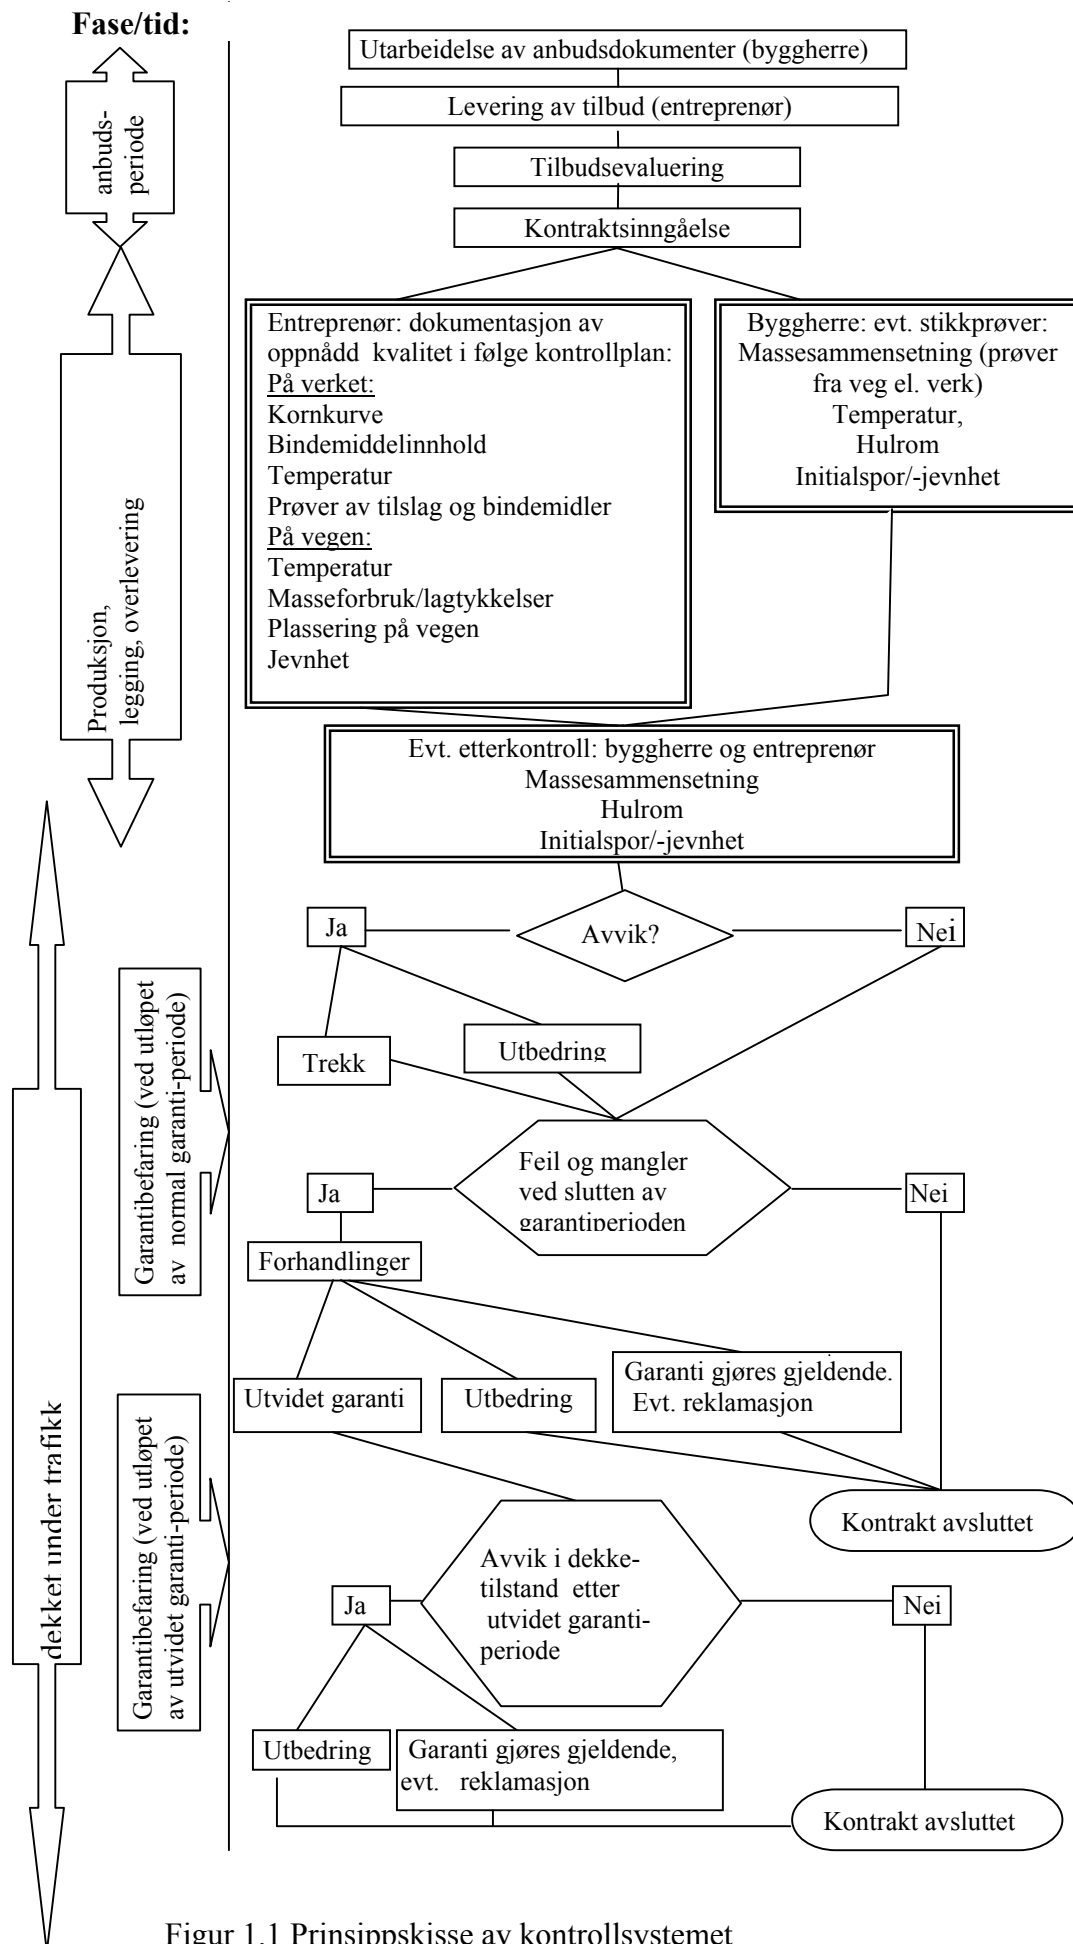 Fase/tid:
anbuds-
periode
Produksjon,
legging, overlevering
dekket under trafikk
Garantibefaring (ved utløpet
av normal garanti-periode)
Garantibefaring (ved utløpet
av utvidet garanti-periode)
Utarbeidelse av anbudsdokumenter (byggherre)
Levering av tilbud (entreprenør)
Tilbudsevaluering
Kontraktsinngåelse
Entreprenør: dokumentasjon av
oppnådd kvalitet i følge kontrollplan:
På verket:
Kornkurve
Bindemiddelinnhold
Temperatur
Prøver av tilslag og bindemidler
På vegen:
Temperatur
Masseforbruk/lagtykkelser
Plassering på vegen
Jevnhet
Byggherre: evt. stikkprøver:
Massesammensetning (prøver
fra veg el. verk)
Temperatur,
Hulrom
Initialspor/-jevnhet
Evt. etterkontroll: byggherre og entreprenør
Massesammensetning
Hulrom
Initialspor/-jevnhet
Ja
Avvik?
Nei
Trekk
Utbedring
Feil og mangler
ved slutten av
garantiperioden
Ja
Nei
Forhandlinger
Utvidet garanti
Utbedring
Garanti gjøres gjeldende.
Evt. reklamasjon
Kontrakt avsluttet
Avvik i dekke-
tilstand etter
utvidet garanti-
periode
Ja
Nei
Utbedring
Garanti gjøres gjeldende,
evt. reklamasjon
Kontrakt avsluttet
Figur 1.1 Prinsippskisse av kontrollsystemet